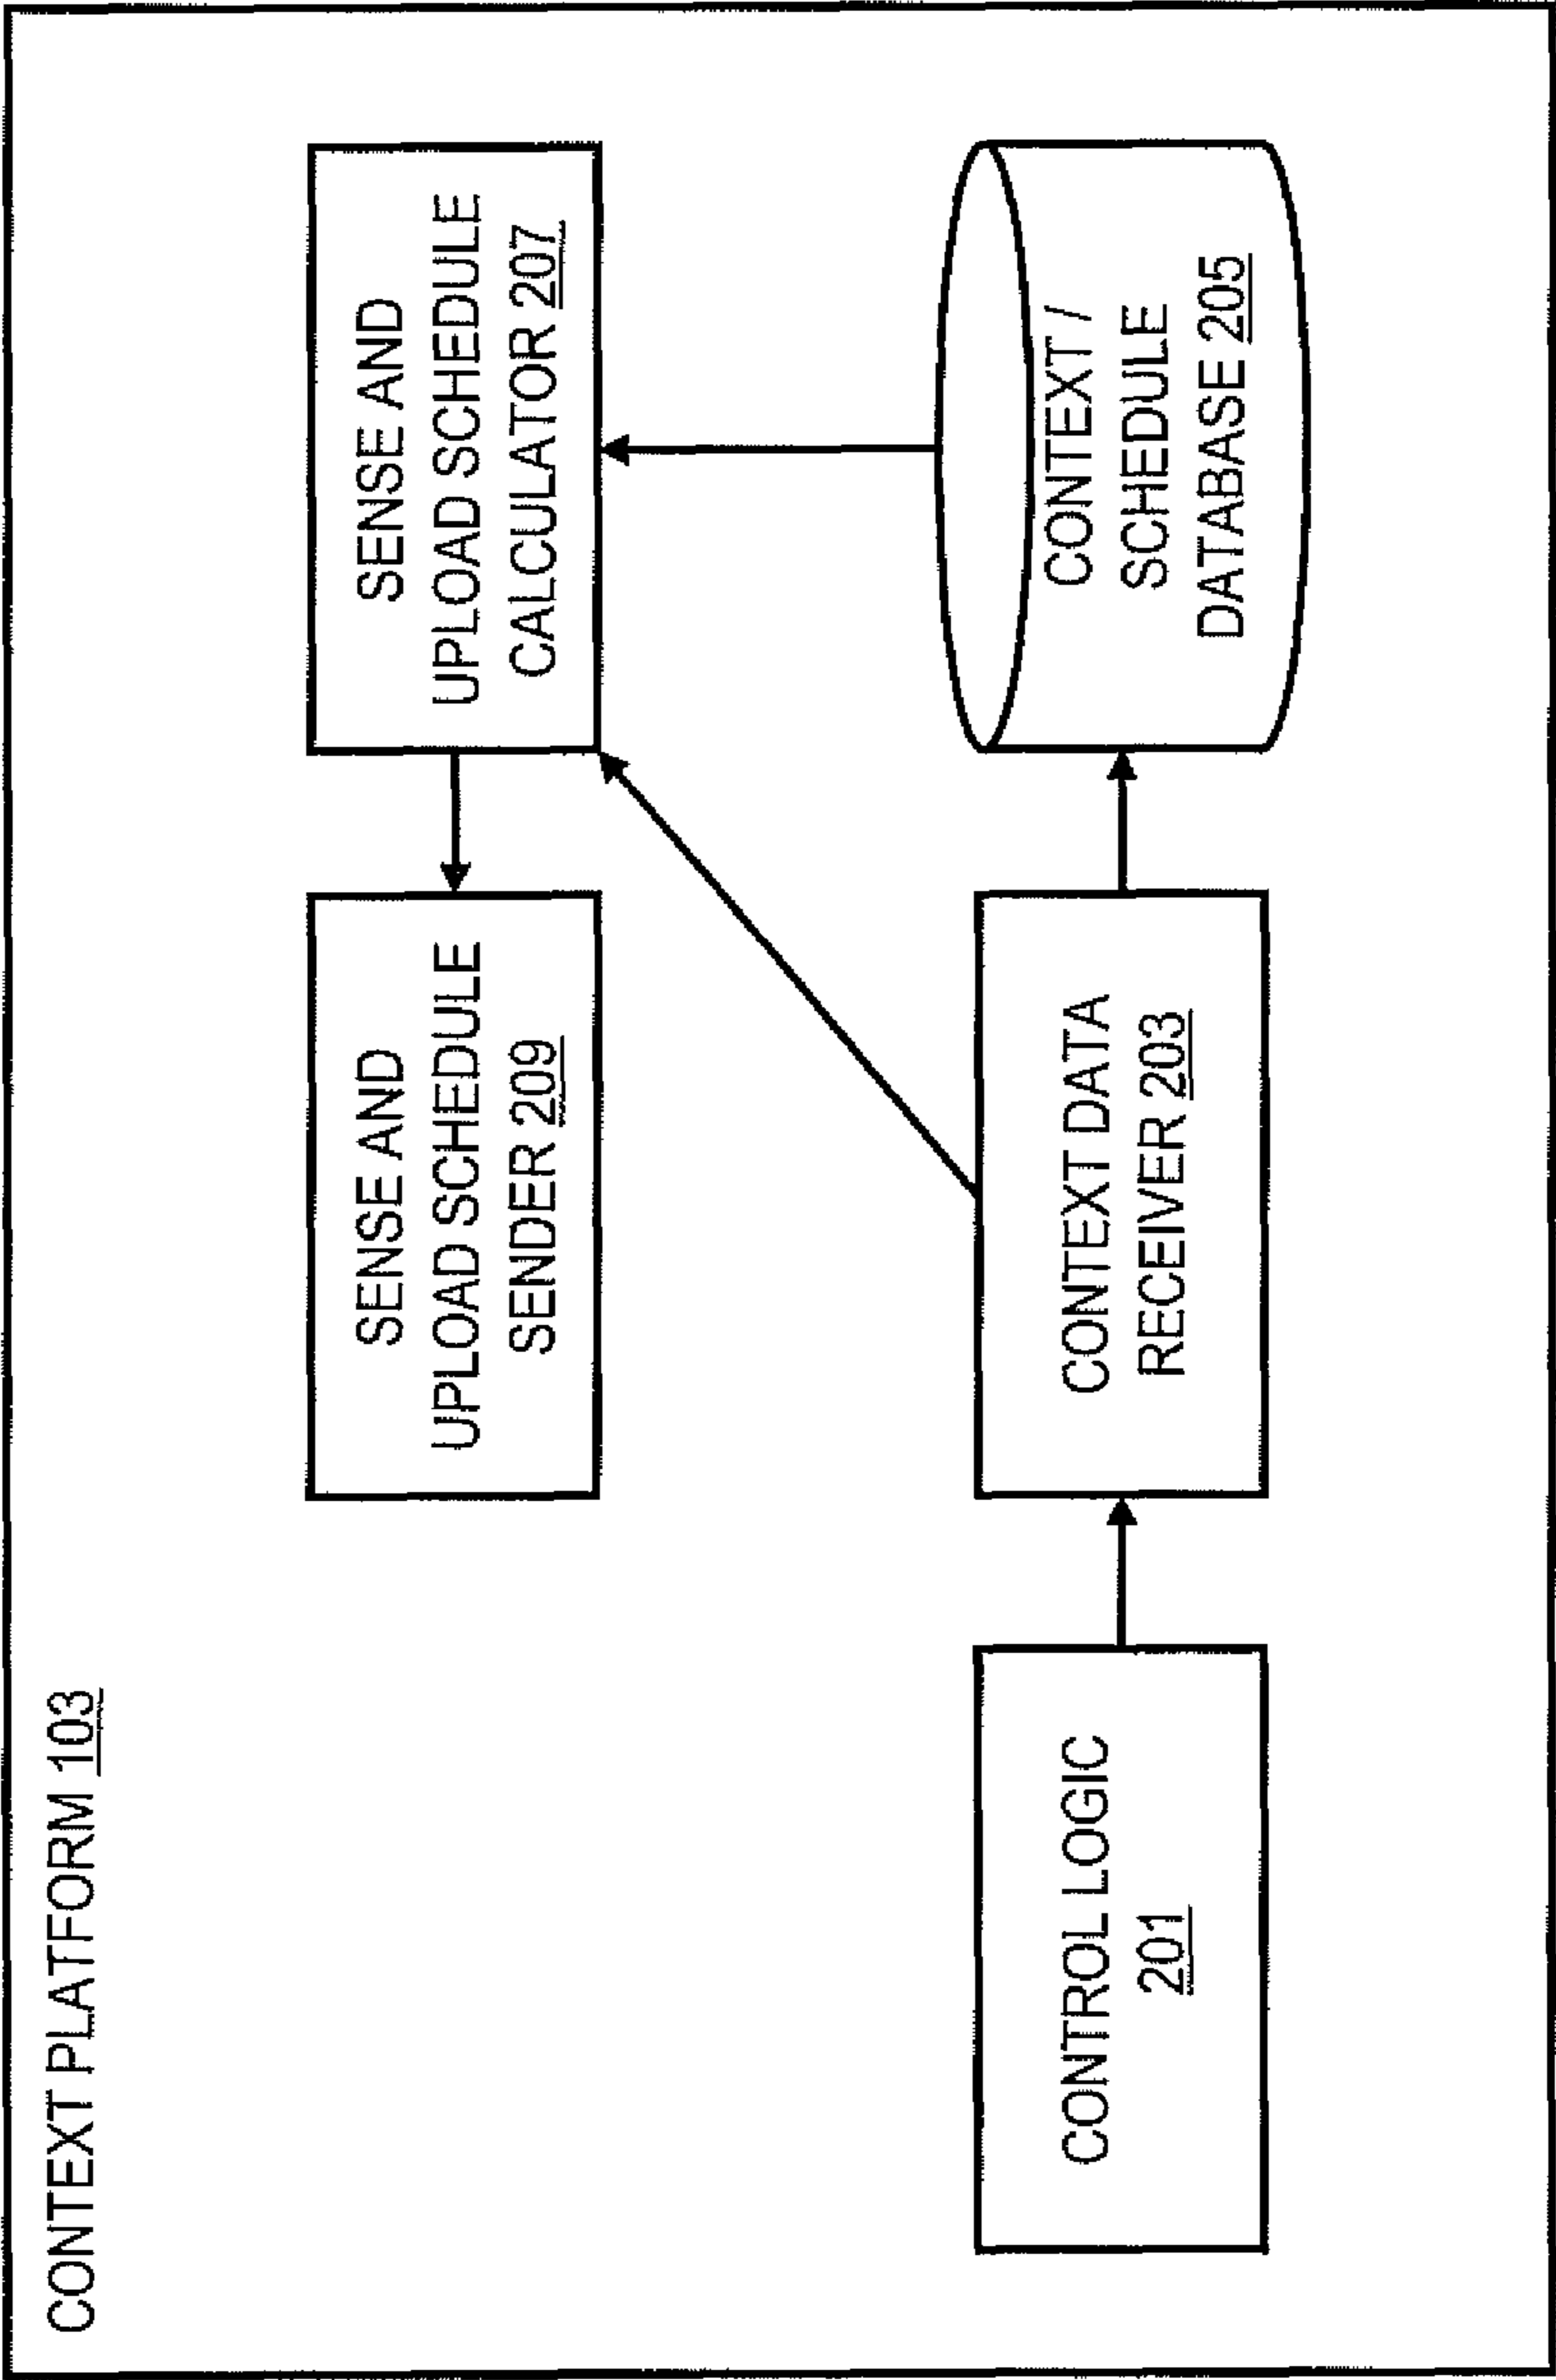 CONTEXT PLATFORM 103
SENSE AND
UPLOAD SCHEDULE
SENDER 209
SENSE AND
UPLOAD SCHEDULE
CALCULATOR 207
CONTROL LOGIC
201
CONTEXT DATA
RECEIVER 203
CONTEXT /
SCHEDULE
DATABASE 205